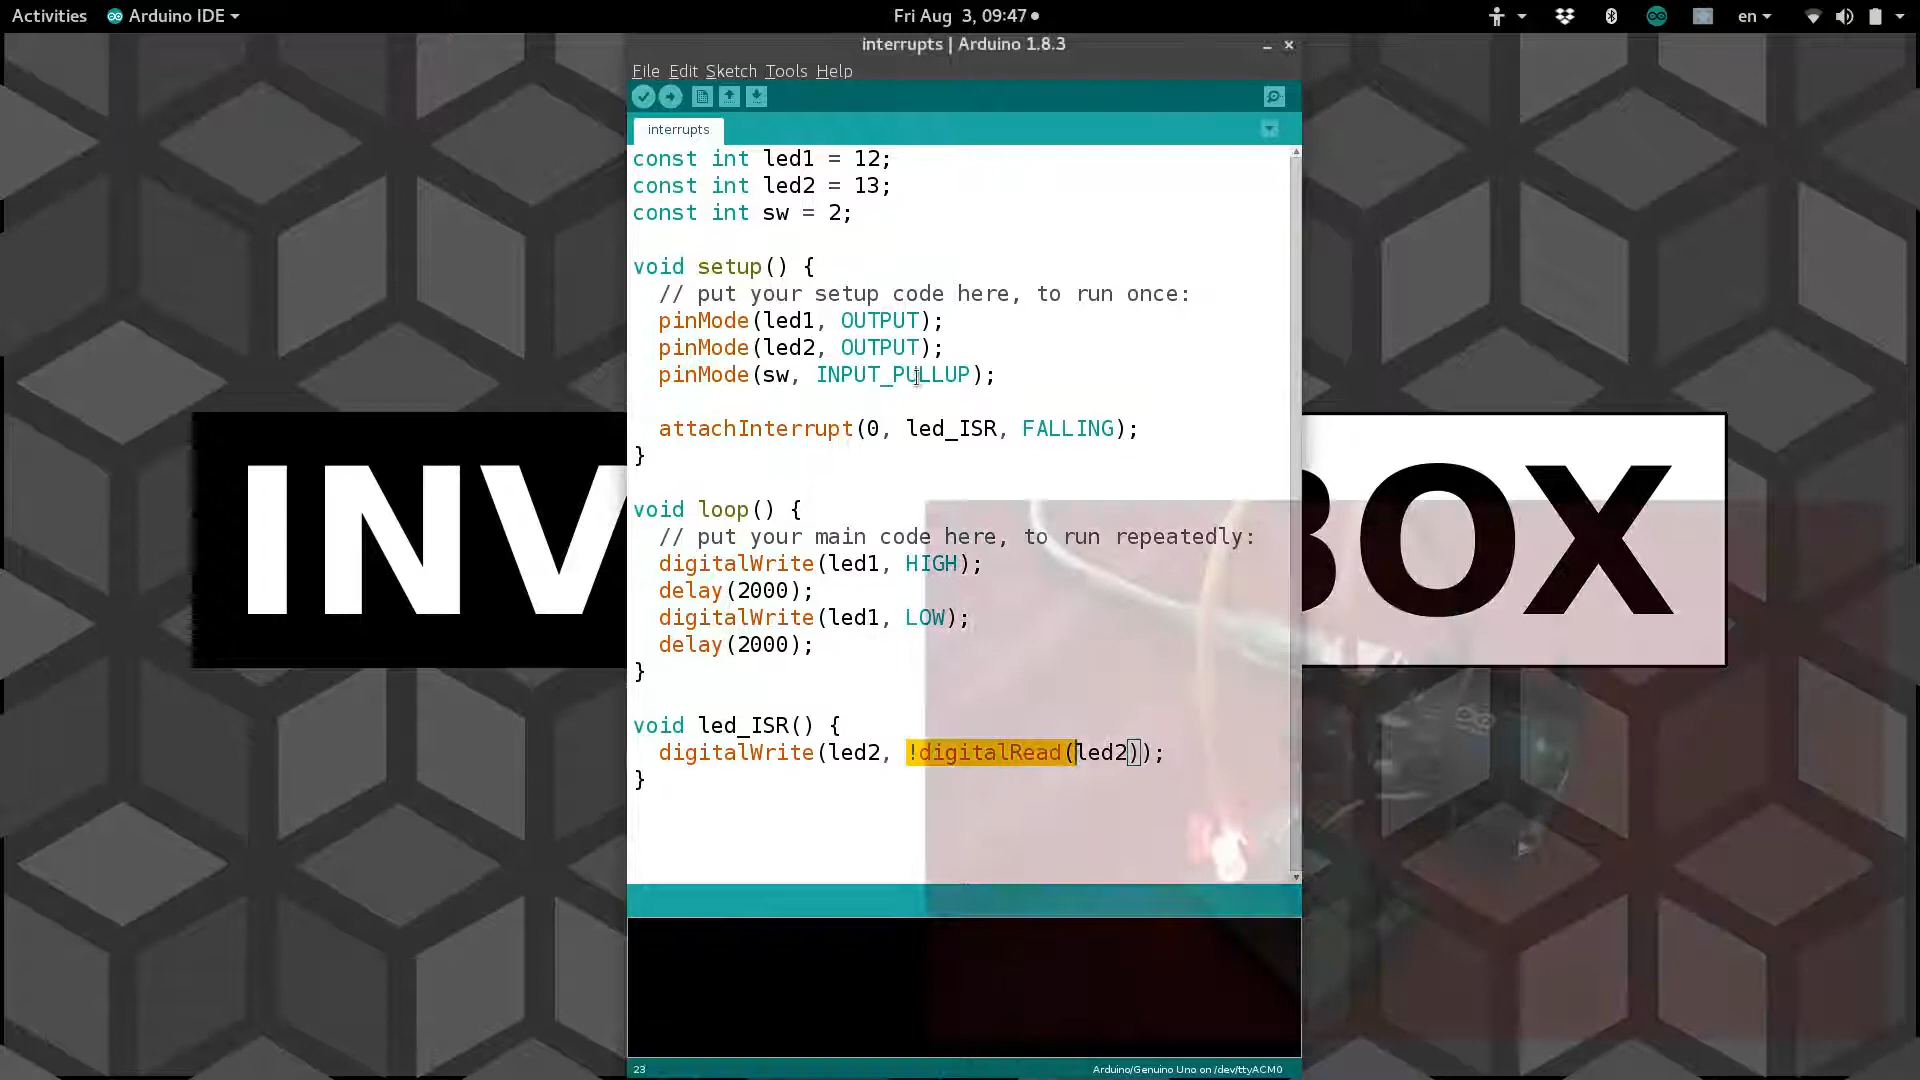 Activities Arduino IDE Fri Aug 3, 09:47 en
interrupts | Arduino 1.8.3
File Edit Sketch Tools Help
interrupts
const int led1 = 12;
const int led2 = 13;
const int sw = 2;
void setup() {
// put your setup code here, to run once:
pinMode(led1, OUTPUT);
pinMode(led2, OUTPUT);
pinMode(sw, INPUT_PULLUP);
attachInterrupt(0, led_ISR, FALLING);
}
void loop() {
// put your main code here, to run repeatedly:
digitalWrite(led1, HIGH);
delay(2000);
digitalWrite(led1, LOW);
delay(2000);
}
void led_ISR() {
digitalWrite(led2, !digitalRead(led2));
}
INV BOX
23 Arduino/Genuino Uno on /dev/ttyACM0